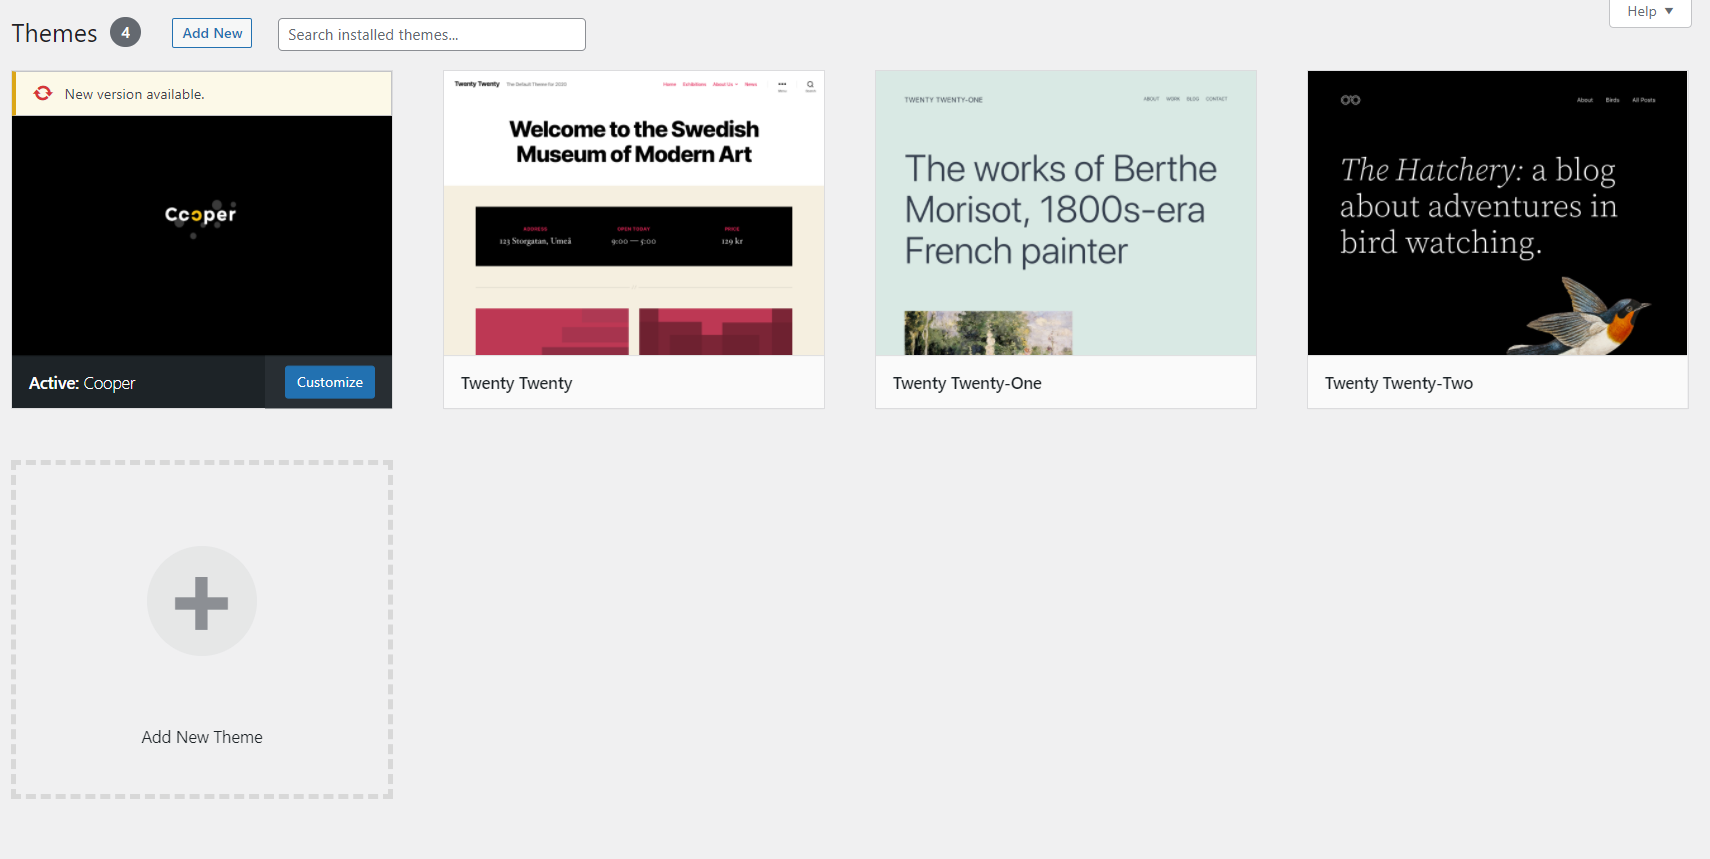 Themes 4 Add New Search installed themes... Help
New version available.
Cooper
Active: Cooper Customize
Twenty Twenty The Default Theme for 2020 Home Exhibitions About Us News
Welcome to the Swedish
Museum of Modern Art
ADDRESS OPEN TODAY PRICE
123 Storgatan, Umeå 9:00 — 5:00 129 kr
Twenty Twenty
TWENTY TWENTY-ONE ABOUT WORK BLOG CONTACT
The works of Berthe
Morisot, 1800s-era
French painter
Twenty Twenty-One
About Birds All Posts
The Hatchery: a blog
about adventures in
bird watching.
Twenty Twenty-Two
Add New Theme